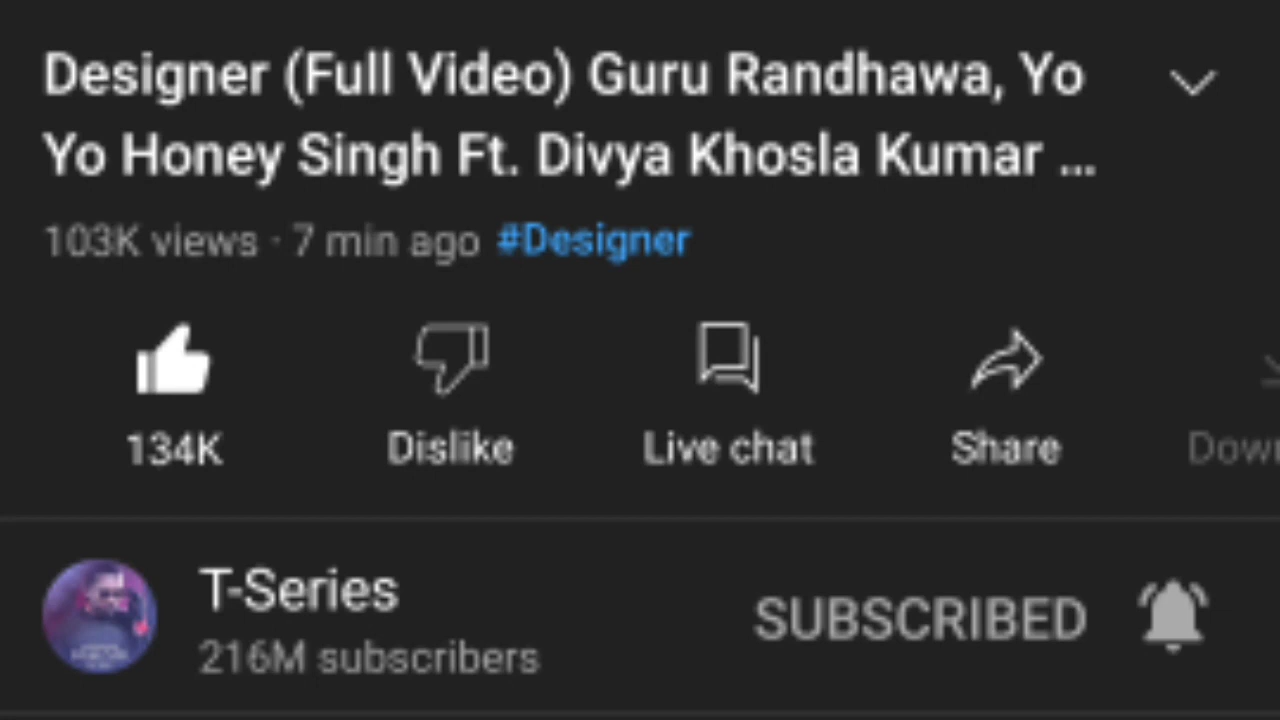 Designer (Full Video) Guru Randhawa, Yo
Yo Honey Singh Ft. Divya Khosla Kumar ...
103K views · 7 min ago #Designer
134K
Dislike
Live chat
Share
Down
T-Series
216M subscribers
SUBSCRIBED